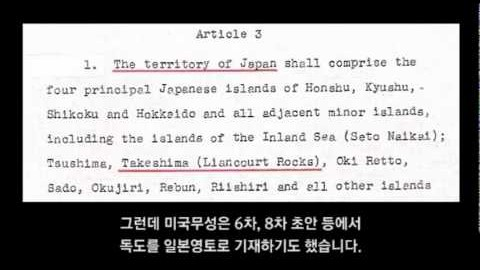 Article 3
1. The territory of Japan shall comprise the
four principal Japanese islands of Honshu, Kyushu,
Shikoku and Hokkaido and all adjacent minor islands,
including the islands of the Inland Sea (Seto Naikai);
Tsushima, Takeshima (Liancourt Rocks), Oki Retto,
Sado, Okujiri, Rebun, Riishiri and all other islands
그런데 미국무성은 6차, 8차 초안 등에서
독도를 일본영토로 기재하기도 했습니다.